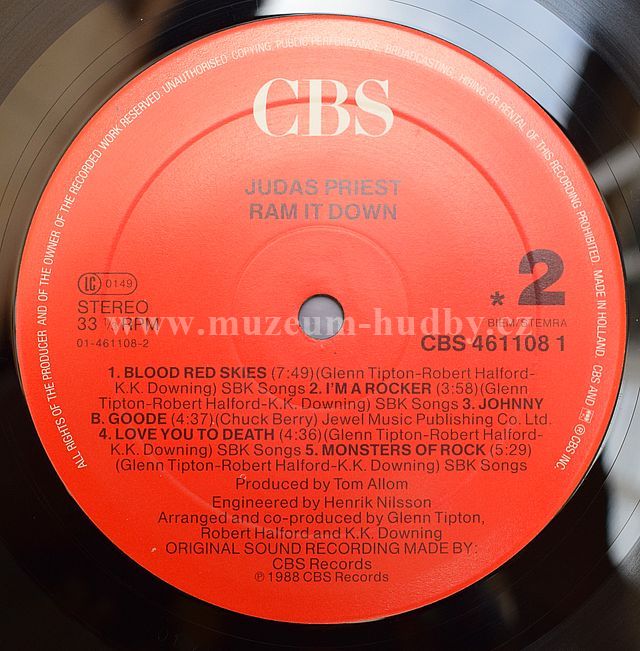 ALL RIGHTS OF THE PRODUCER AND OF THE OWNER OF THE RECORDED WORK RESERVED. UNAUTHORISED COPYING, PUBLIC PERFORMANCE, BROADCASTING, HIRING OR RENTAL OF THIS RECORDING PROHIBITED. MADE IN HOLLAND. CBS AND ℗ CBS INC.
CBS
JUDAS PRIEST
RAM IT DOWN
LC 0149
STEREO
33 ⅓ RPM
01-461108-2
* 2
BIEM/STEMRA
CBS 461108 1
www.muzeum-hudby.cz
1. BLOOD RED SKIES (7:49)(Glenn Tipton-Robert Halford-
K.K. Downing) SBK Songs 2. I'M A ROCKER (3:58)(Glenn
Tipton-Robert Halford-K.K. Downing) SBK Songs 3. JOHNNY
B. GOODE (4:37)(Chuck Berry) Jewel Music Publishing Co. Ltd.
4. LOVE YOU TO DEATH (4:36)(Glenn Tipton-Robert Halford-
K.K. Downing) SBK Songs 5. MONSTERS OF ROCK (5:29)
(Glenn Tipton-Robert Halford-K.K. Downing) SBK Songs
Produced by Tom Allom
Engineered by Henrik Nilsson
Arranged and co-produced by Glenn Tipton,
Robert Halford and K.K. Downing
ORIGINAL SOUND RECORDING MADE BY:
CBS Records
℗ 1988 CBS Records